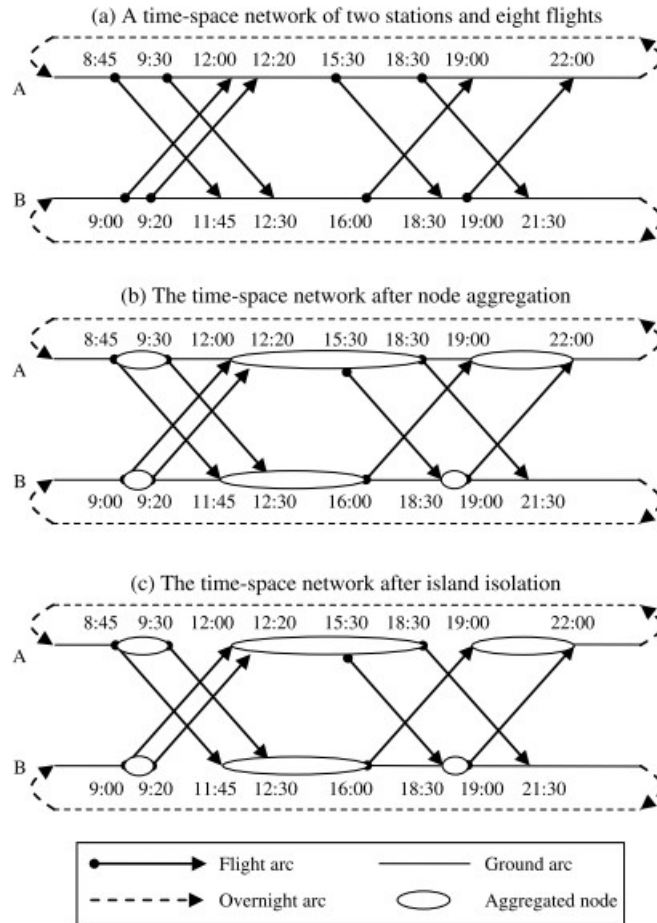 (a) A time-space network of two stations and eight flights
8:45 9:30 12:00 12:20 15:30 18:30 19:00 22:00
A
B
9:00 9:20 11:45 12:30 16:00 18:30 19:00 21:30
(b) The time-space network after node aggregation
8:45 9:30 12:00 12:20 15:30 18:30 19:00 22:00
A
B
9:00 9:20 11:45 12:30 16:00 18:30 19:00 21:30
(c) The time-space network after island isolation
8:45 9:30 12:00 12:20 15:30 18:30 19:00 22:00
A
B
9:00 9:20 11:45 12:30 16:00 18:30 19:00 21:30
Flight arc Ground arc
Overnight arc Aggregated node